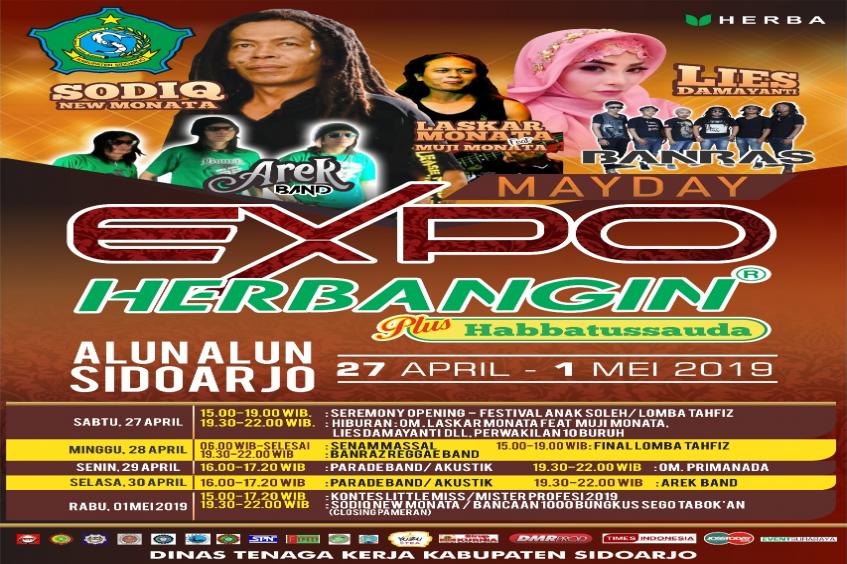 HERBA
KABUPATEN SIDOARJO
SODIQ
NEW MONATA
LIES
DAMAYANTI
LASKAR
MONATA
feat
MUJI MONATA
Arek
BAND
BANRAS
MAYDAY
EXPO
HERBANGIN®
Plus Habbatussauda
ALUN ALUN
SIDOARJO
27 APRIL - 1 MEI 2019
SABTU, 27 APRIL
15.00-19.00 WIB. : SEREMONY OPENING – FESTIVAL ANAK SOLEH/ LOMBA TAHFIZ
19.30-22.00 WIB. : HIBURAN : OM. LASKAR MONATA FEAT MUJI MONATA,
LIES DAMAYANTI DLL, PERWAKILAN 10 BURUH
MINGGU, 28 APRIL
06.00 WIB-SELESAI : SENAM MASSAL 15.00-19.00 WIB: FINAL LOMBA TAHFIZ
19.30-22.00 WIB : BANRAZ REGGAE BAND
SENIN, 29 APRIL 16.00-17.20 WIB : PARADE BAND/ AKUSTIK 19.30-22.00 WIB : OM. PRIMANADA
SELASA, 30 APRIL 16.00-17.20 WIB : PARADE BAND/ AKUSTIK 19.30-22.00 WIB : AREK BAND
RABU, 01 MEI 2019
15.00-17.20 WIB : KONTES LITTLE MISS/ MISTER PROFESI 2019
19.30-22.00 WIB : SODIQ NEW MONATA / BANCAAN 1000 BUNGKUS SEGO TABOK'AN
(CLOSING PAMERAN)
SPN
DMRPROD
TIMES INDONESIA
EVENTSURABAYA
DINAS TENAGA KERJA KABUPATEN SIDOARJO